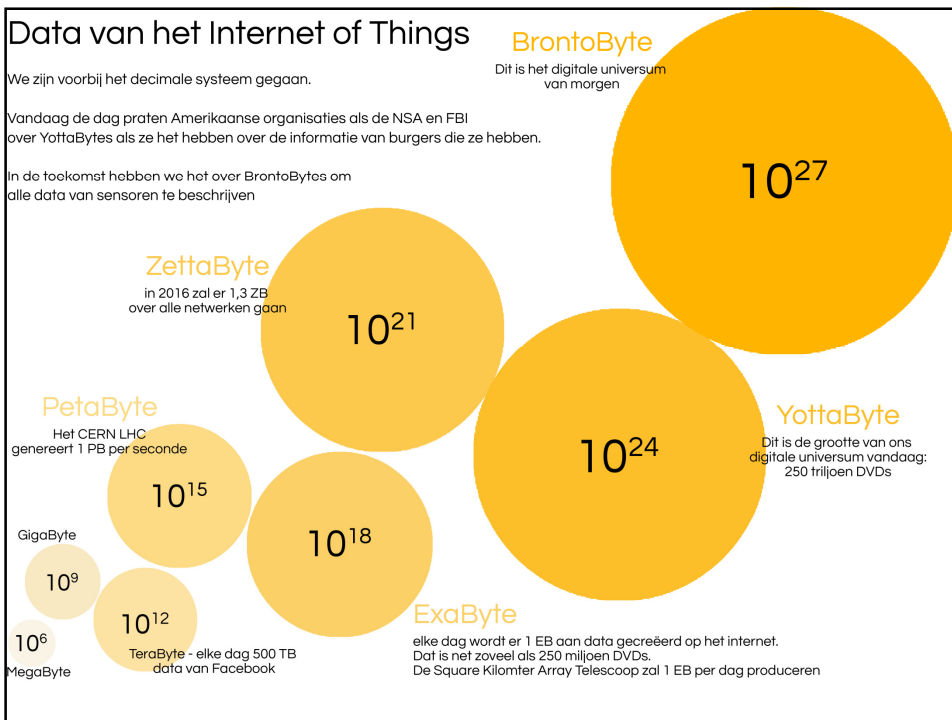 Data van het Internet of Things
We zijn voorbij het decimale systeem gegaan.
Vandaag de dag praten Amerikaanse organisaties als de NSA en FBI
over YottaBytes als ze het hebben over de informatie van burgers die ze hebben.
In de toekomst hebben we het over BrontoBytes om
alle data van sensoren te beschrijven
BrontoByte
Dit is het digitale universum
van morgen
10²⁷
ZettaByte
in 2016 zal er 1,3 ZB
over alle netwerken gaan
10²¹
YottaByte
Dit is de grootte van ons
digitale universum vandaag:
250 triljoen DVDs
10²⁴
PetaByte
Het CERN LHC
genereert 1 PB per seconde
10¹⁵
10¹⁸
ExaByte
elke dag wordt er 1 EB aan data gecreëerd op het internet.
Dat is net zoveel als 250 miljoen DVDs.
De Square Kilomter Array Telescoop zal 1 EB per dag produceren
GigaByte
10⁹
10¹²
TeraByte - elke dag 500 TB
data van Facebook
10⁶
MegaByte